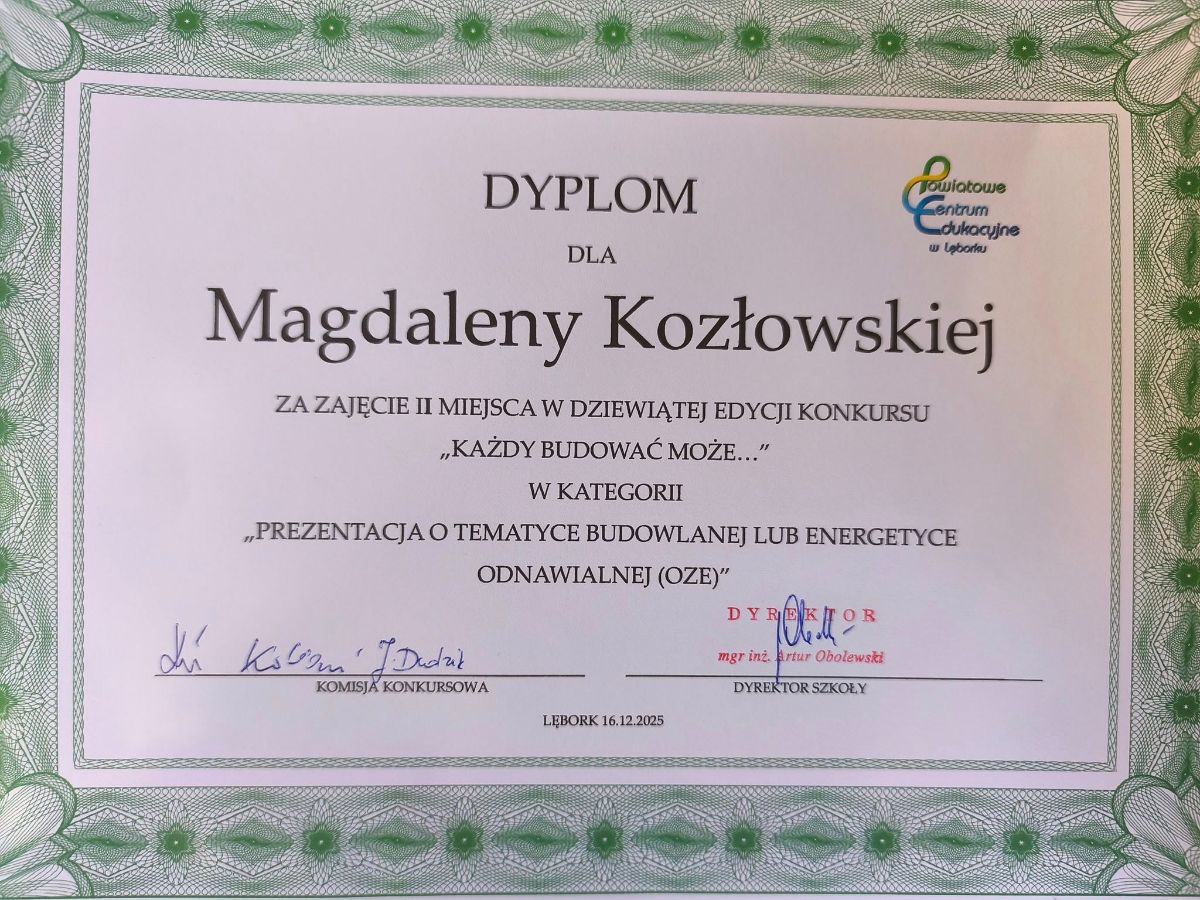 DYPLOM
Powiatowe
Centrum
Edukacyjne
w Lęborku
DLA
Magdaleny Kozłowskiej
ZA ZAJĘCIE II MIEJSCA W DZIEWIĄTEJ EDYCJI KONKURSU
„KAŻDY BUDOWAĆ MOŻE…”
W KATEGORII
„PREZENTACJA O TEMATYCE BUDOWLANEJ LUB ENERGETYCE
ODNAWIALNEJ (OZE)”
DYREKTOR
mgr inż. Artur Obolewski
J. Dudzik
KOMISJA KONKURSOWA
DYREKTOR SZKOŁY
LĘBORK 16.12.2025